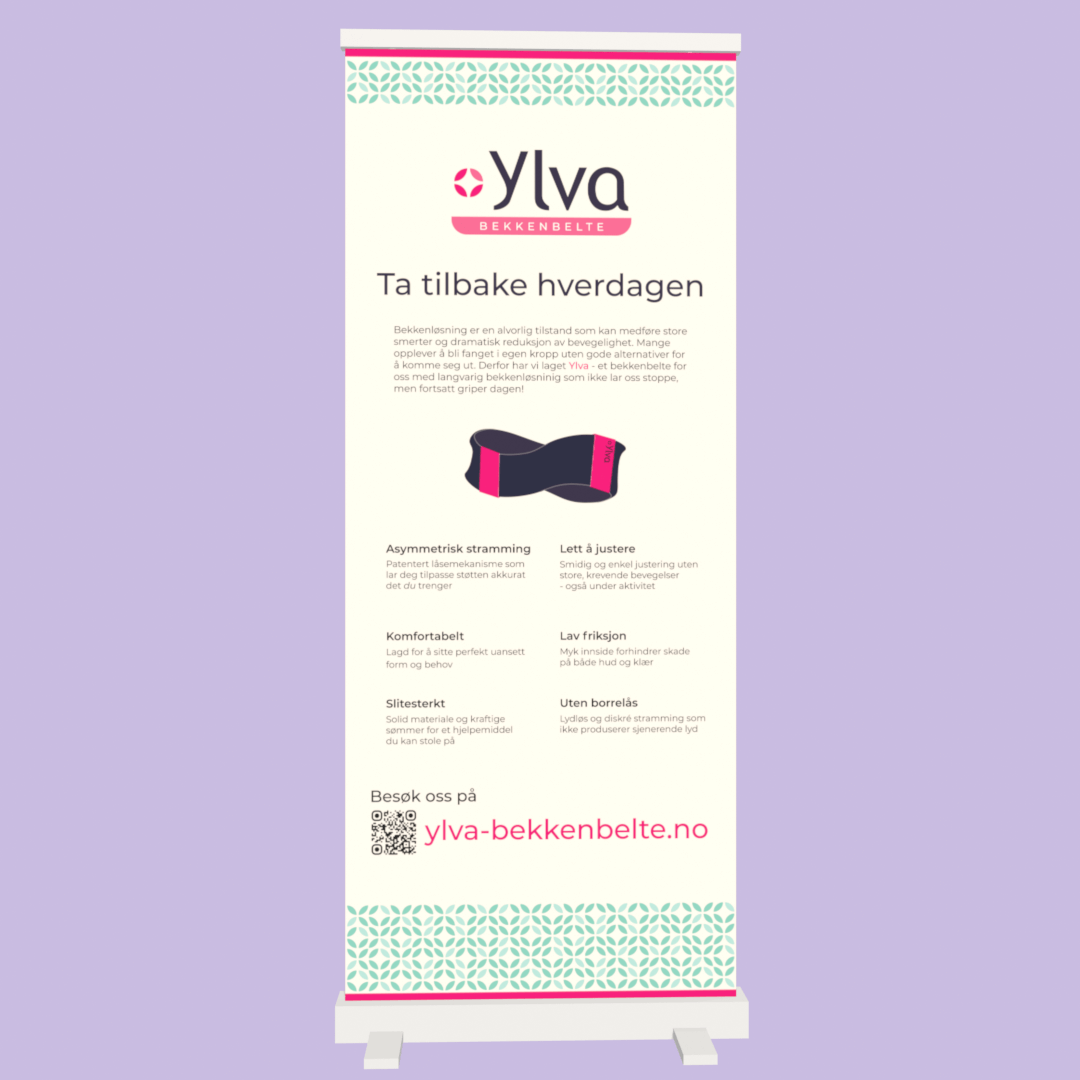 Ylva
BEKKENBELTE
Ta tilbake hverdagen
Bekkenløsning er en alvorlig tilstand som kan medføre store
smerter og dramatisk reduksjon av bevegelighet. Mange
opplever å bli fanget i egen kropp uten gode alternativer for
å komme seg ut. Derfor har vi laget Ylva - et bekkenbelte for
oss med langvarig bekkenløsninig som ikke lar oss stoppe,
men fortsatt griper dagen!
Ylva
Asymmetrisk stramming
Patentert låsemekanisme som
lar deg tilpasse støtten akkurat
det du trenger
Lett å justere
Smidig og enkel justering uten
store, krevende bevegelser
- også under aktivitet
Komfortabelt
Lagd for å sitte perfekt uansett
form og behov
Lav friksjon
Myk innside forhindrer skade
på både hud og klær
Slitesterkt
Solid materiale og kraftige
sømmer for et hjelpemiddel
du kan stole på
Uten borrelås
Lydløs og diskré stramming som
ikke produserer sjenerende lyd
Besøk oss på
ylva-bekkenbelte.no